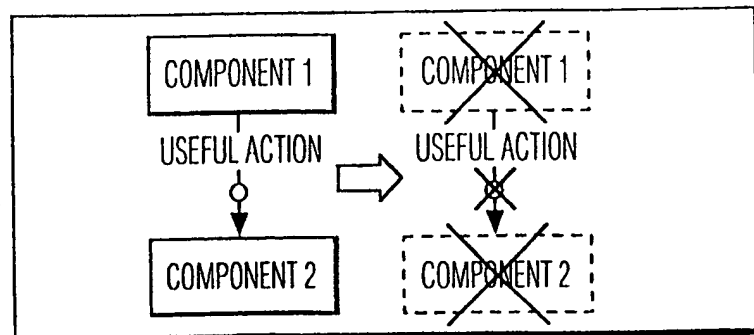 COMPONENT 1
USEFUL ACTION
COMPONENT 2
COMPONENT 1
USEFUL ACTION
COMPONENT 2